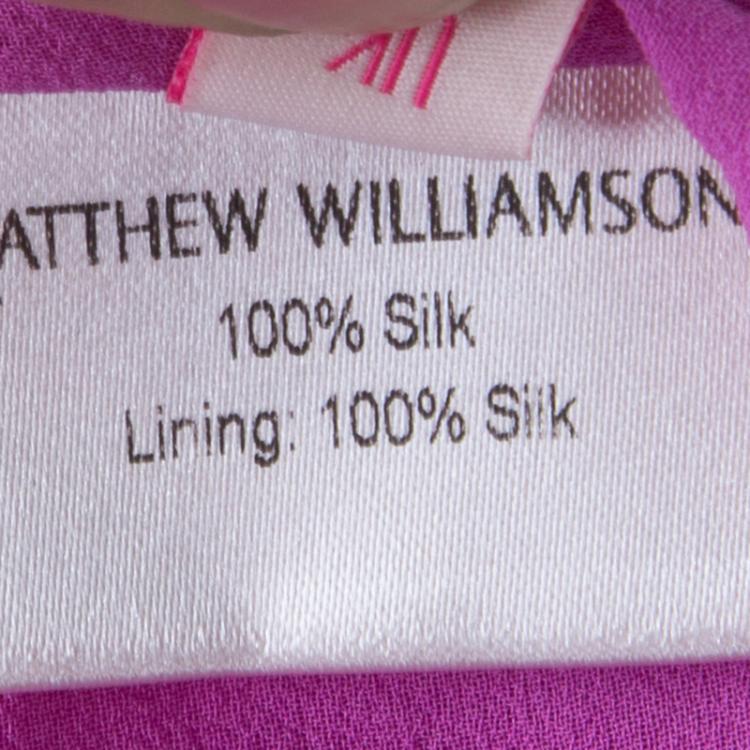 ATTHEW WILLIAMSON
100% Silk
Lining: 100% Silk